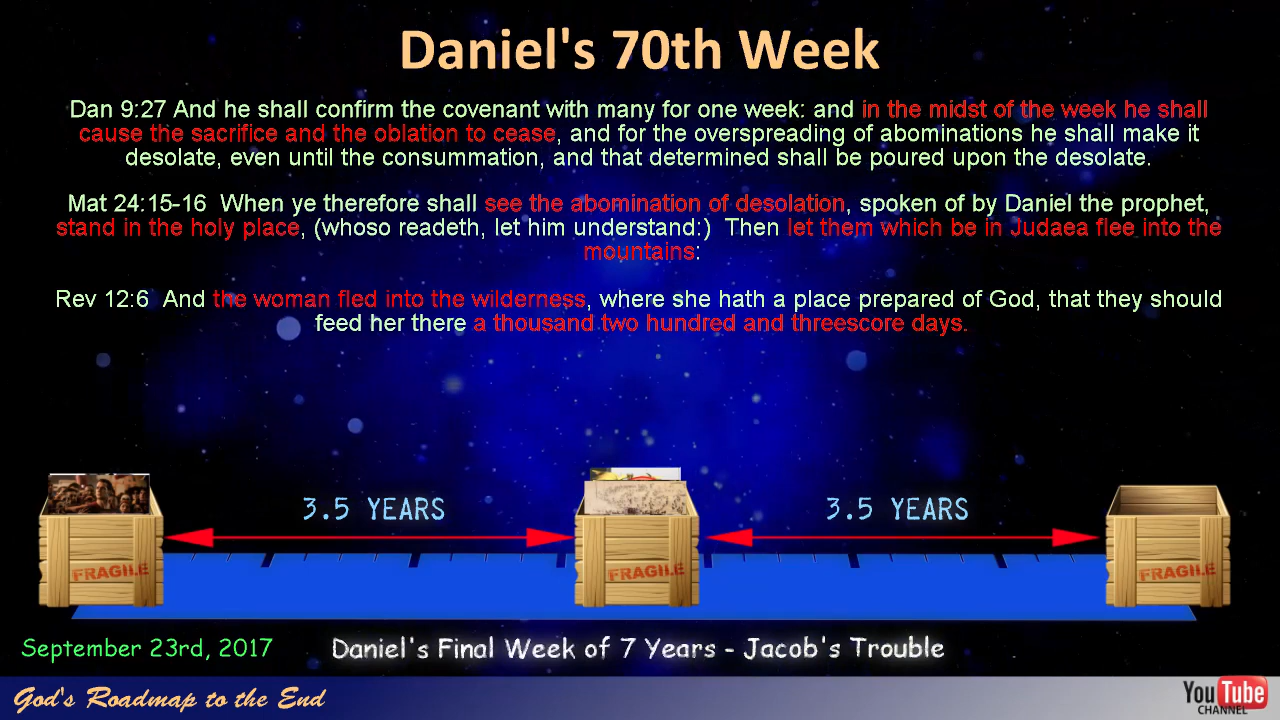 Daniel's 70th Week
Dan 9:27 And he shall confirm the covenant with many for one week: and in the midst of the week he shall
cause the sacrifice and the oblation to cease, and for the overspreading of abominations he shall make it
desolate, even until the consummation, and that determined shall be poured upon the desolate.
Mat 24:15-16  When ye therefore shall see the abomination of desolation, spoken of by Daniel the prophet,
stand in the holy place, (whoso readeth, let him understand:)  Then let them which be in Judaea flee into the
mountains:
Rev 12:6  And the woman fled into the wilderness, where she hath a place prepared of God, that they should
feed her there a thousand two hundred and threescore days.
3.5 YEARS
3.5 YEARS
FRAGILE
FRAGILE
FRAGILE
September 23rd, 2017
Daniel's Final Week of 7 Years - Jacob's Trouble
God's Roadmap to the End
YouTube
CHANNEL